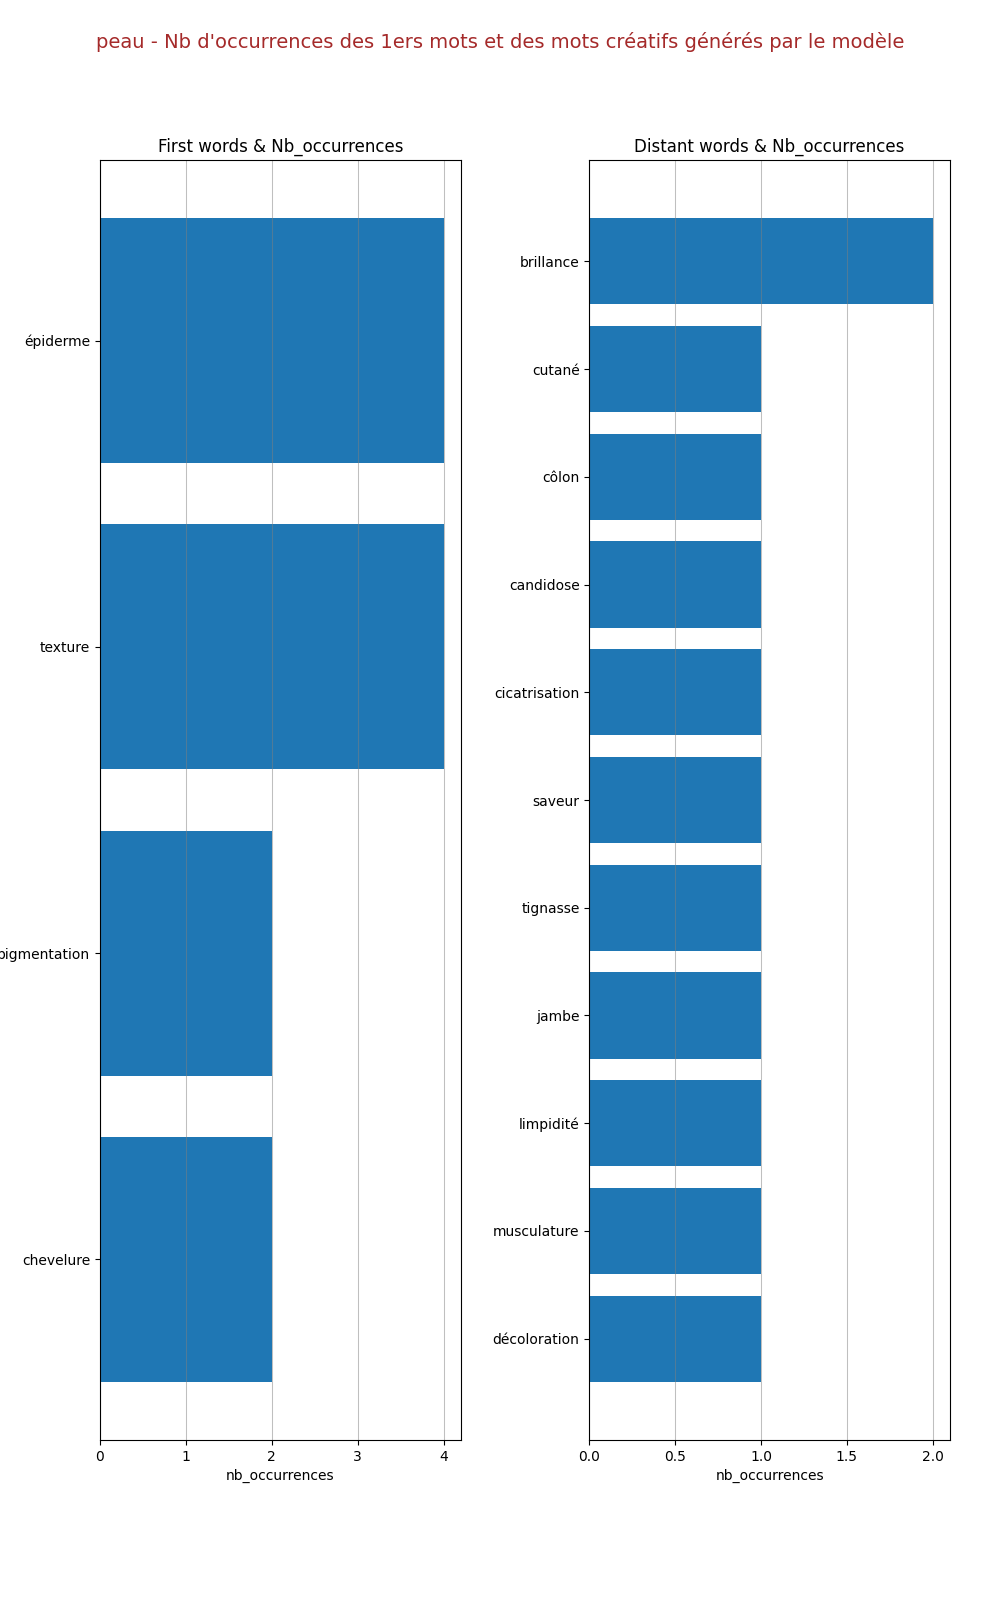 peau - Nb d'occurrences des 1ers mots et des mots créatifs générés par le modèle
First words & Nb_occurrences
épiderme
texture
pigmentation
chevelure
0 1 2 3 4
nb_occurrences
Distant words & Nb_occurrences
brillance
cutané
côlon
candidose
cicatrisation
saveur
tignasse
jambe
limpidité
musculature
décoloration
0.0 0.5 1.0 1.5 2.0
nb_occurrences